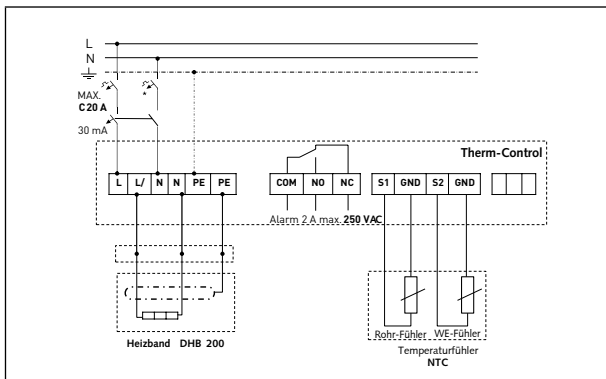 L
N
MAX.
C 20 A
*
30 mA
Therm-Control
L L/ N N PE PE COM NO NC S1 GND S2 GND
Alarm 2 A max. 250 VAC
Rohr-Fühler WE-Fühler
Heizband DHB 200
Temperaturfühler
NTC